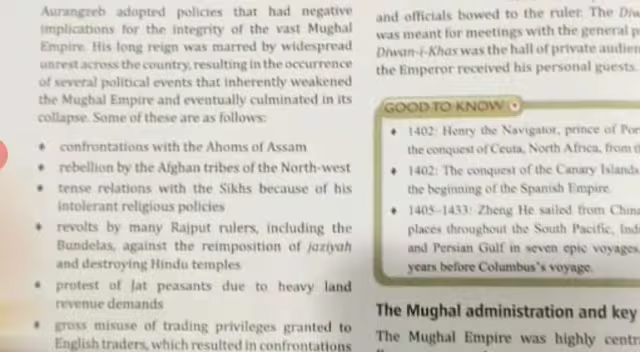 Aurangzeb adopted policies that had negative
implications for the integrity of the vast Mughal
Empire. His long reign was marred by widespread
unrest across the country, resulting in the occurrence
of several political events that inherently weakened
the Mughal Empire and eventually culminated in its
collapse. Some of these are as follows:
confrontations with the Ahoms of Assam
rebellion by the Afghan tribes of the North-west
tense relations with the Sikhs because of his
intolerant religious policies
revolts by many Rajput rulers, including the
Bundelas, against the reimposition of jaziyah
and destroying Hindu temples
protest of Jat peasants due to heavy land
revenue demands
gross misuse of trading privileges granted to
English traders, which resulted in confrontations
and officials bowed to the ruler. The
was meant for meetings with the general
Diwan-i-Khas was the hall of private
the Emperor received his personal guests.
GOOD TO KNOW
1402: Henry the Navigator, prince of
the conquest of Ceuta, North Africa, from
1402: The conquest of the Canary Islands
the beginning of the Spanish Empire.
1405-1433: Zheng He sailed from
places throughout the South Pacific,
and Persian Gulf in seven epic voyages,
years before Columbus's voyage.
The Mughal administration and key
The Mughal Empire was highly